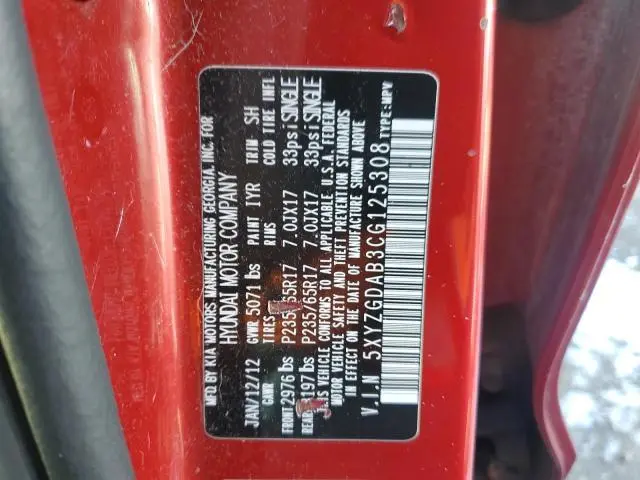 MFD. BY KIA MOTORS MANUFACTURING GEORGIA, INC. FOR
HYUNDAI MOTOR COMPANY
JAN/12/12 GVWR 5071 lbs PAINT IYR TRIM SH
GAWR TIRES RIMS COLD TIRE INFL
FRONT 2976 lbs P235/65R17 7.0JX17 33psi SINGLE
REAR 3197 lbs P235/65R17 7.0JX17 33psi SINGLE
THIS VEHICLE CONFORMS TO ALL APPLICABLE U.S.A. FEDERAL
MOTOR VEHICLE SAFETY AND THEFT PREVENTION STANDARDS
IN EFFECT ON THE DATE OF MANUFACTURE SHOWN ABOVE
V.I.N 5XYZGDAB3CG125308 TYPE:MPV